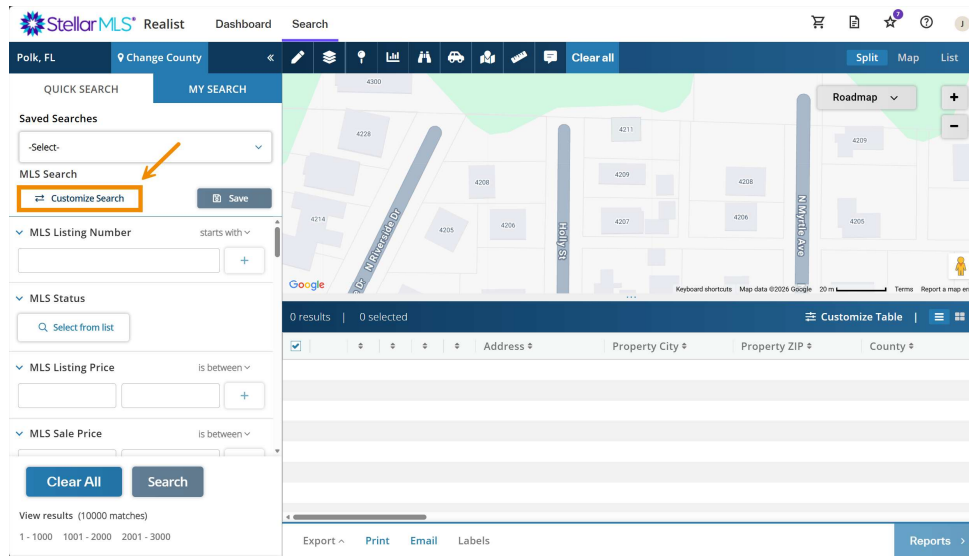 StellarMLS® Realist Dashboard Search 7 J
Polk, FL Change County « Clear all Split Map List
QUICK SEARCH MY SEARCH
Saved Searches
-Select-
MLS Search
Customize Search Save
MLS Listing Number starts with
+
MLS Status
Select from list
MLS Listing Price is between
+
MLS Sale Price is between
Clear All Search
View results (10000 matches)
1 - 1000 1001 - 2000 2001 - 3000
4300
Roadmap +
−
4228
4211
4209
4208
4209
4208
4214
4205
4206
4207
4206
4205
N Riverside Dr
Dr
Holly St
N Myrtle Ave
Google
Keyboard shortcuts Map data ©2026 Google 20 m Terms Report a map er
0 results | 0 selected Customize Table |
Address Property City Property ZIP County
Export Print Email Labels Reports >